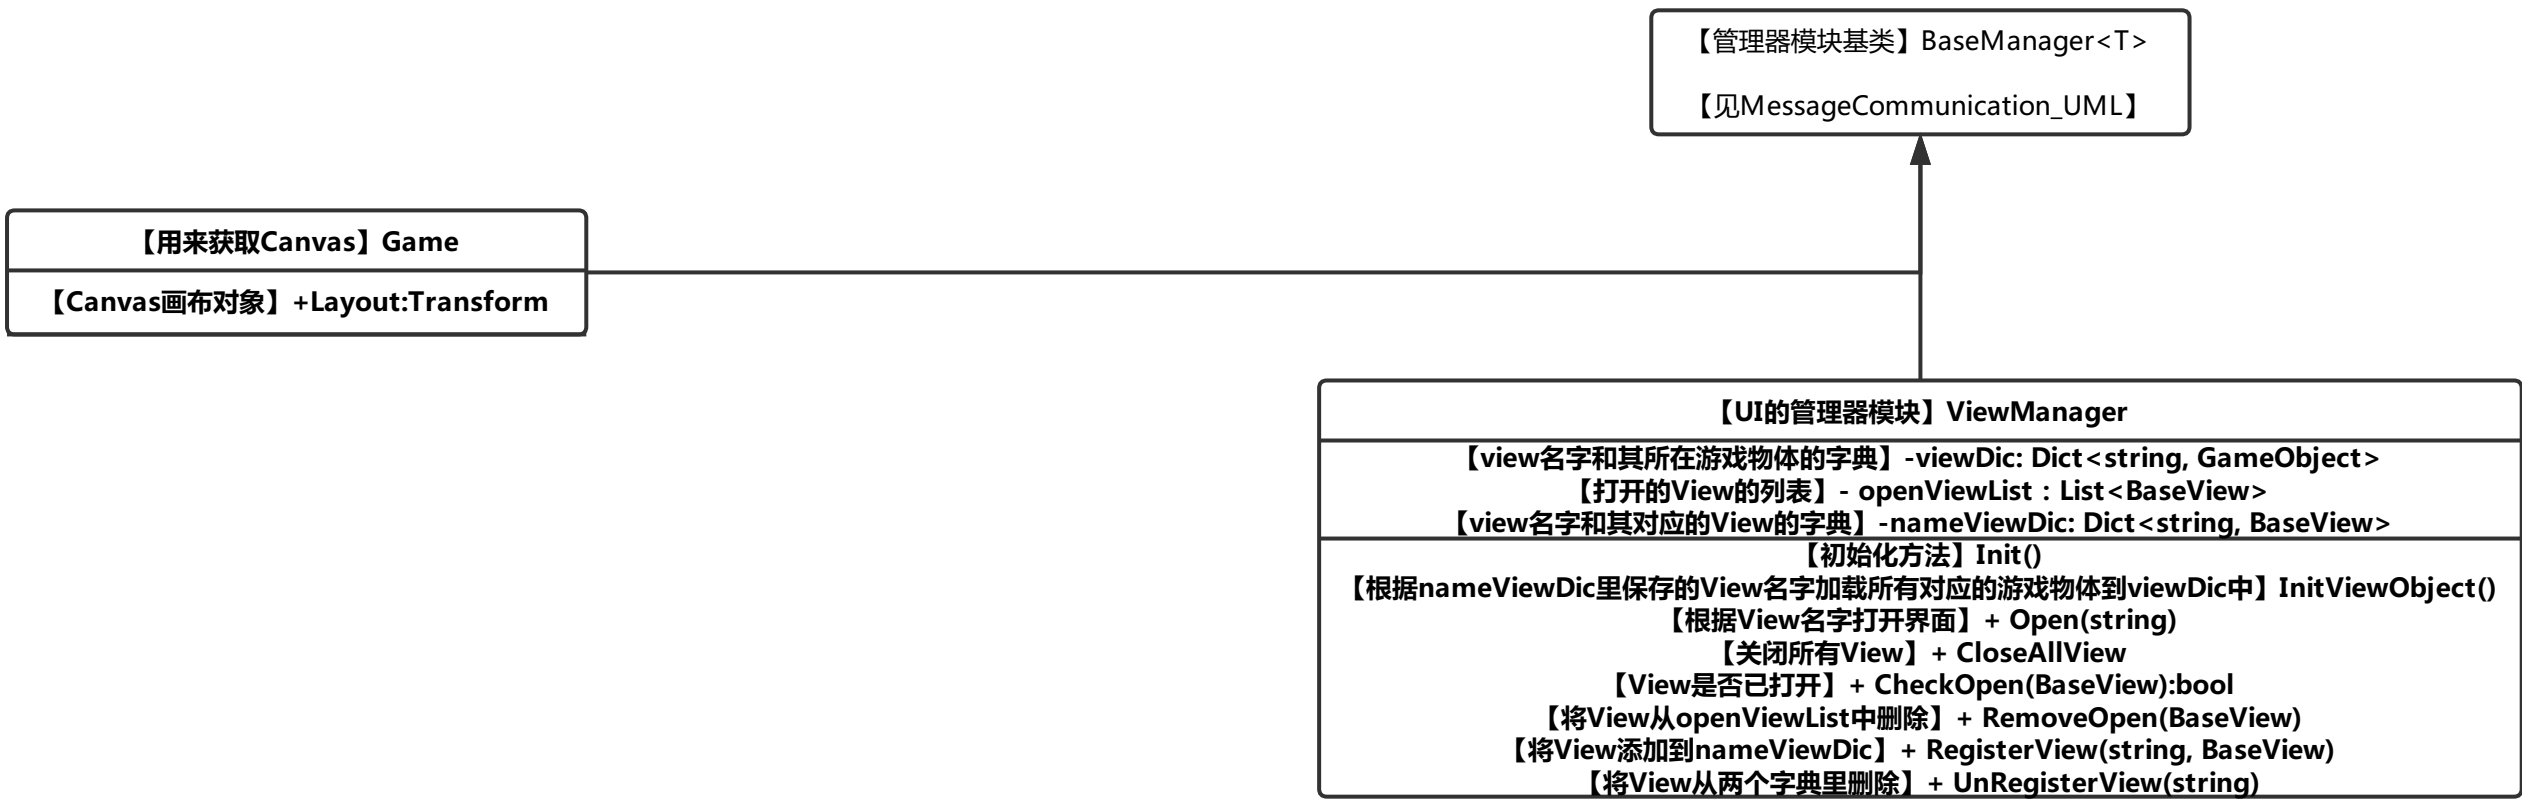 【管理器模块基类】BaseManager<T>
【见MessageCommunication_UML】
【用来获取Canvas】Game
【Canvas画布对象】+Layout:Transform
【UI的管理器模块】ViewManager
【view名字和其所在游戏物体的字典】-viewDic: Dict<string, GameObject>
【打开的View的列表】- openViewList : List<BaseView>
【view名字和其对应的View的字典】-nameViewDic: Dict<string, BaseView>
【初始化方法】Init()
【根据nameViewDic里保存的View名字加载所有对应的游戏物体到viewDic中】InitViewObject()
【根据View名字打开界面】+ Open(string)
【关闭所有View】+ CloseAllView
【View是否已打开】+ CheckOpen(BaseView):bool
【将View从openViewList中删除】+ RemoveOpen(BaseView)
【将View添加到nameViewDic】+ RegisterView(string, BaseView)
【将View从两个字典里删除】+ UnRegisterView(string)